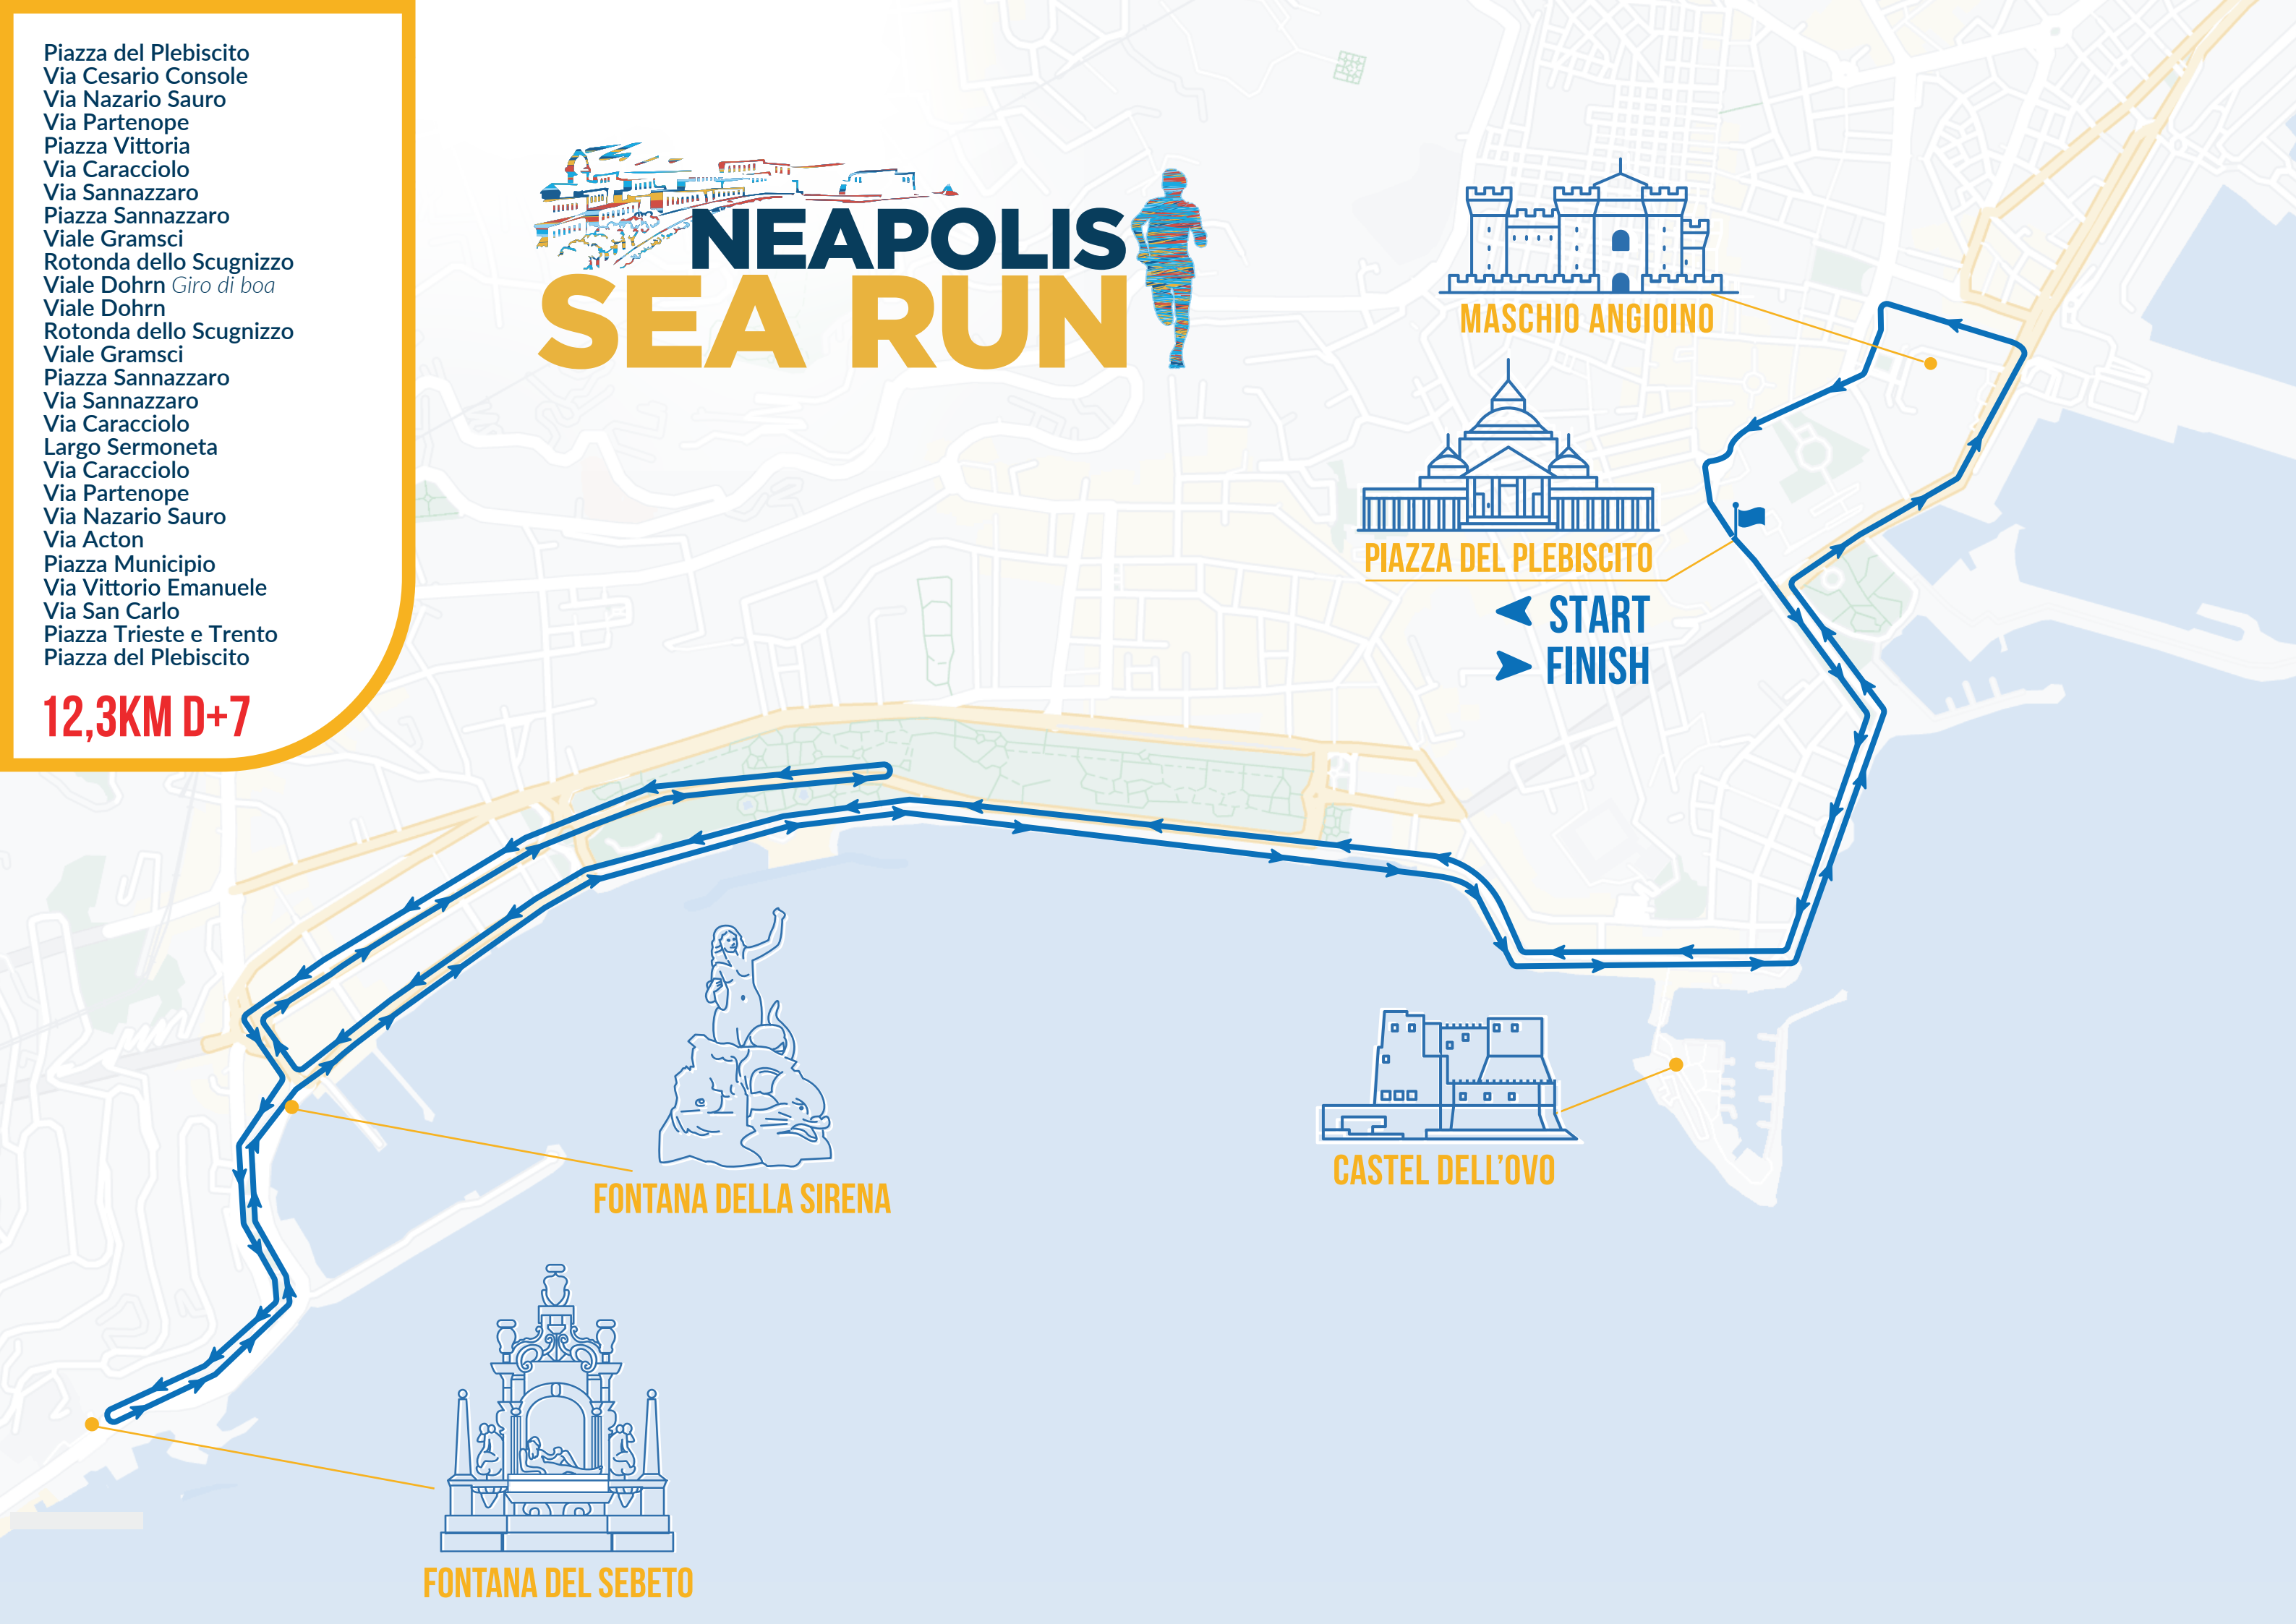 Piazza del Plebiscito
Via Cesario Console
Via Nazario Sauro
Via Partenope
Piazza Vittoria
Via Caracciolo
Via Sannazzaro
Piazza Sannazzaro
Viale Gramsci
Rotonda dello Scugnizzo
Viale Dohrn Giro di boa
Viale Dohrn
Rotonda dello Scugnizzo
Viale Gramsci
Piazza Sannazzaro
Via Sannazzaro
Via Caracciolo
Largo Sermoneta
Via Caracciolo
Via Partenope
Via Nazario Sauro
Via Acton
Piazza Municipio
Via Vittorio Emanuele
Via San Carlo
Piazza Trieste e Trento
Piazza del Plebiscito
12,3KM D+7
NEAPOLIS
SEA RUN
MASCHIO ANGIOINO
PIAZZA DEL PLEBISCITO
START
FINISH
FONTANA DELLA SIRENA
CASTEL DELL'OVO
FONTANA DEL SEBETO